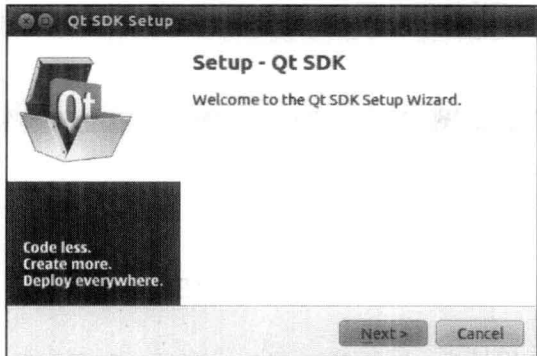 Qt SDK Setup
Setup - Qt SDK
Welcome to the Qt SDK Setup Wizard.
Qt
Code less.
Create more.
Deploy everywhere.
Next >
Cancel